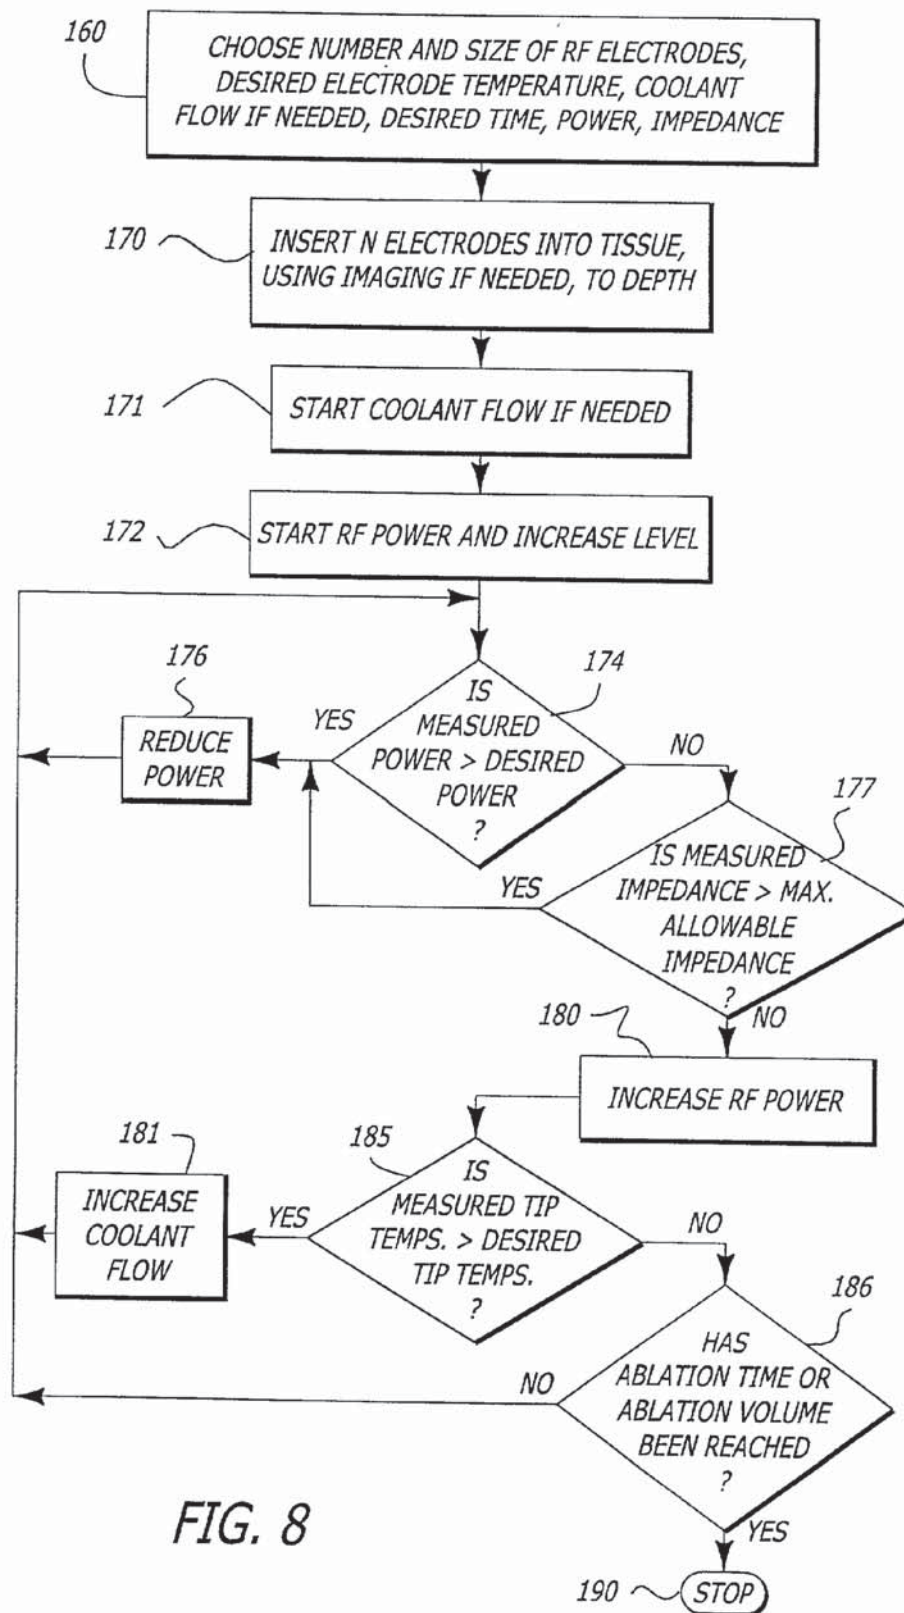 160
CHOOSE NUMBER AND SIZE OF RF ELECTRODES,
DESIRED ELECTRODE TEMPERATURE, COOLANT
FLOW IF NEEDED, DESIRED TIME, POWER, IMPEDANCE
170
INSERT N ELECTRODES INTO TISSUE,
USING IMAGING IF NEEDED, TO DEPTH
171
START COOLANT FLOW IF NEEDED
172
START RF POWER AND INCREASE LEVEL
174
IS
MEASURED
POWER > DESIRED
POWER
?
YES
NO
176
REDUCE
POWER
177
IS MEASURED
IMPEDANCE > MAX.
ALLOWABLE
IMPEDANCE
?
YES
NO
180
INCREASE RF POWER
185
IS
MEASURED TIP
TEMPS. > DESIRED
TIP TEMPS.
?
YES
NO
181
INCREASE
COOLANT
FLOW
186
HAS
ABLATION TIME OR
ABLATION VOLUME
BEEN REACHED
?
NO
YES
190
STOP
FIG. 8